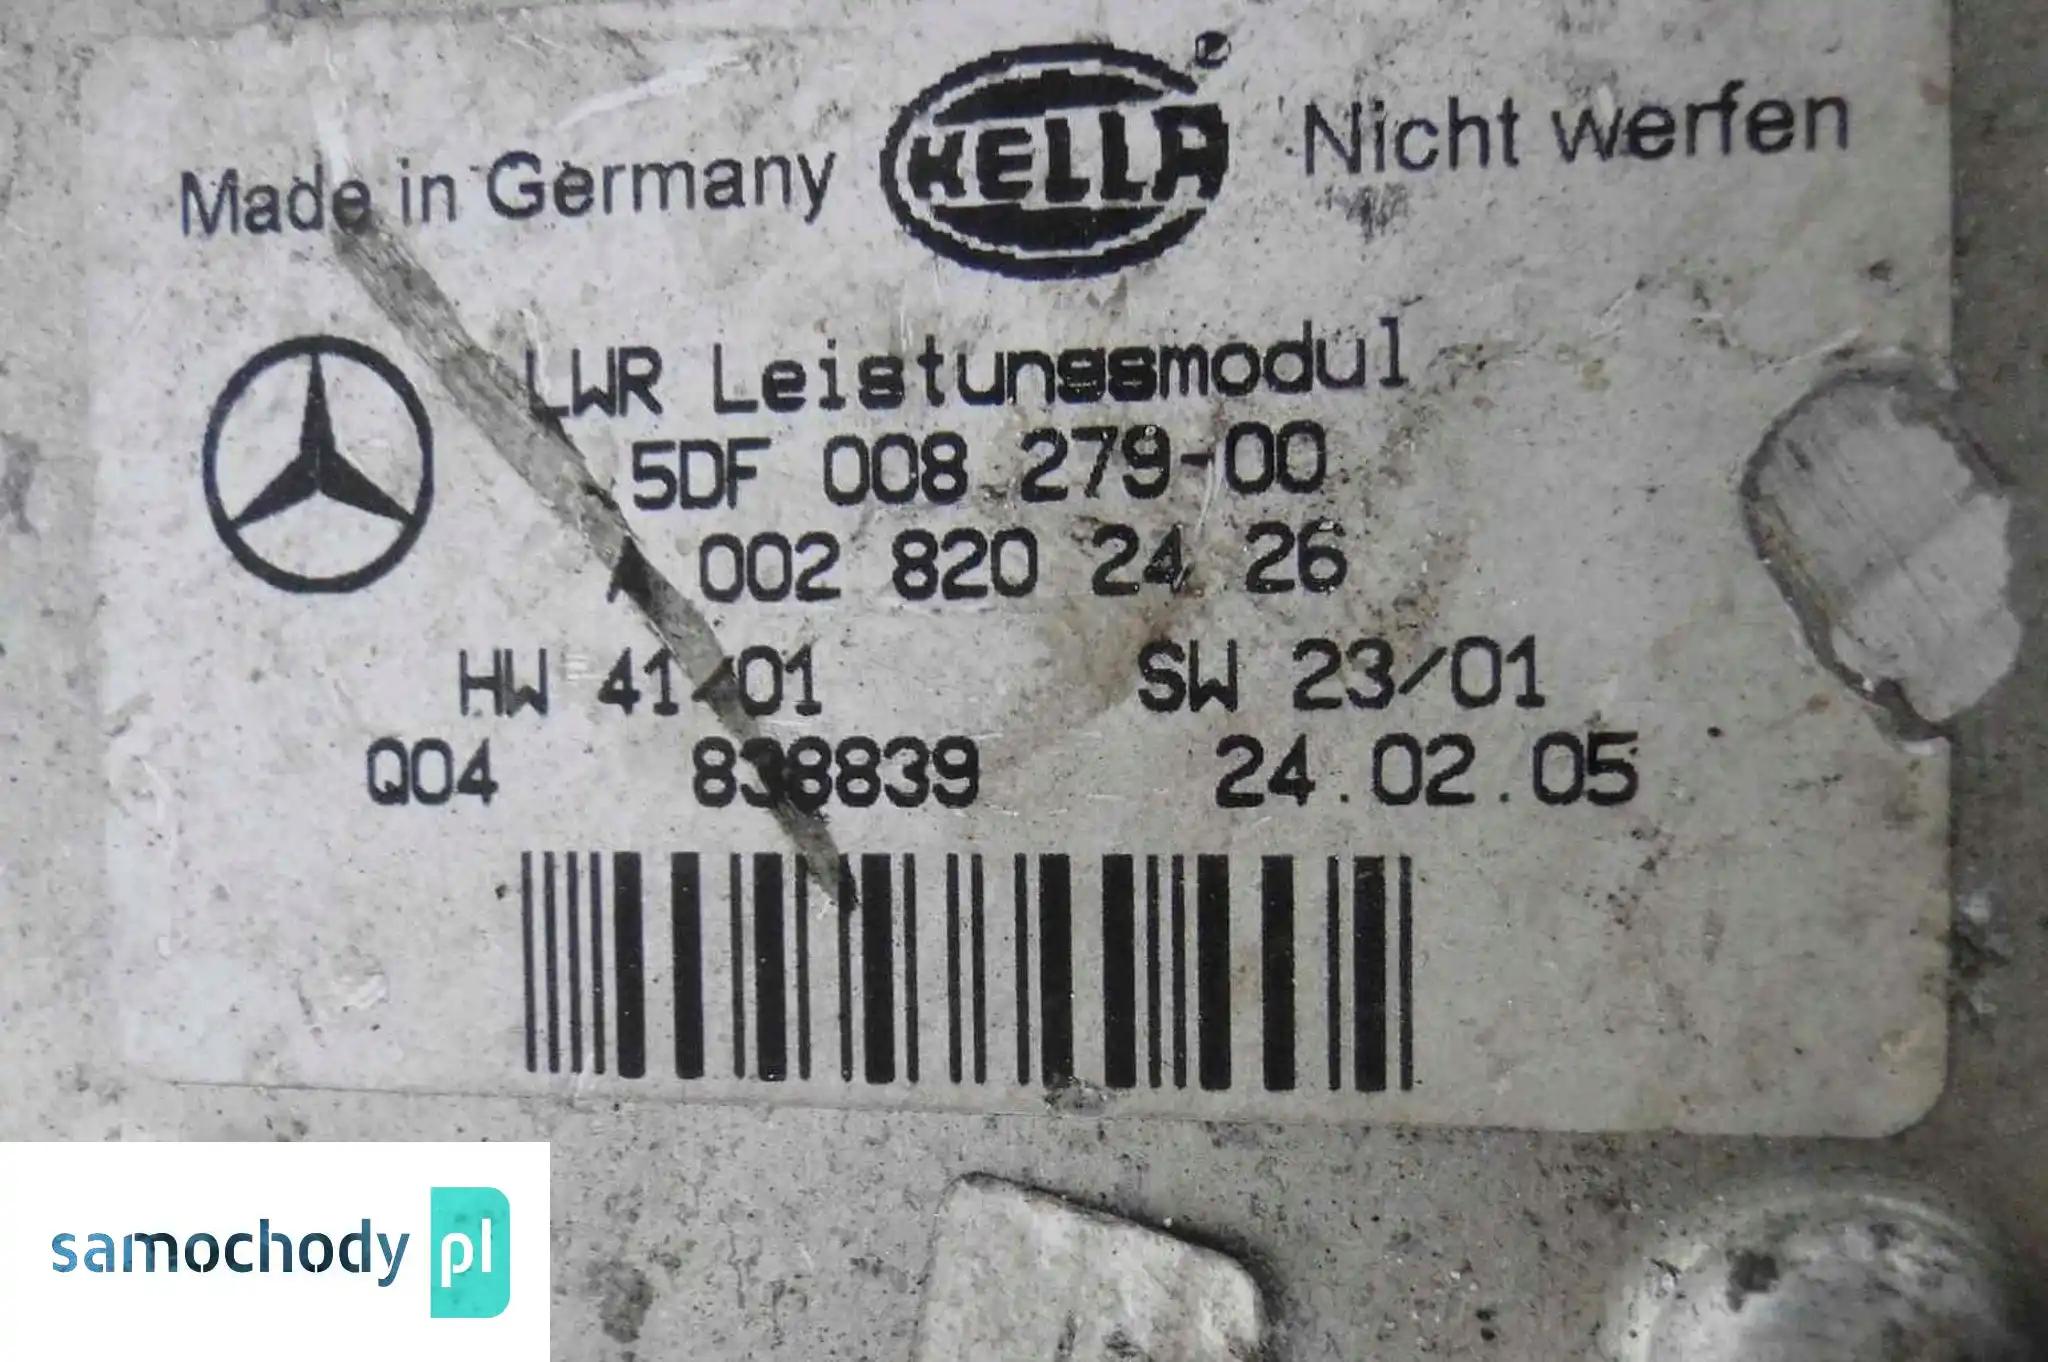 Made in Germany HELLA Nicht werfen
LWR Leistungsmodul
5DF 008 279-00
A 002 820 24 26
HW 41/01 SW 23/01
Q04 838839 24.02.05
samochody pl